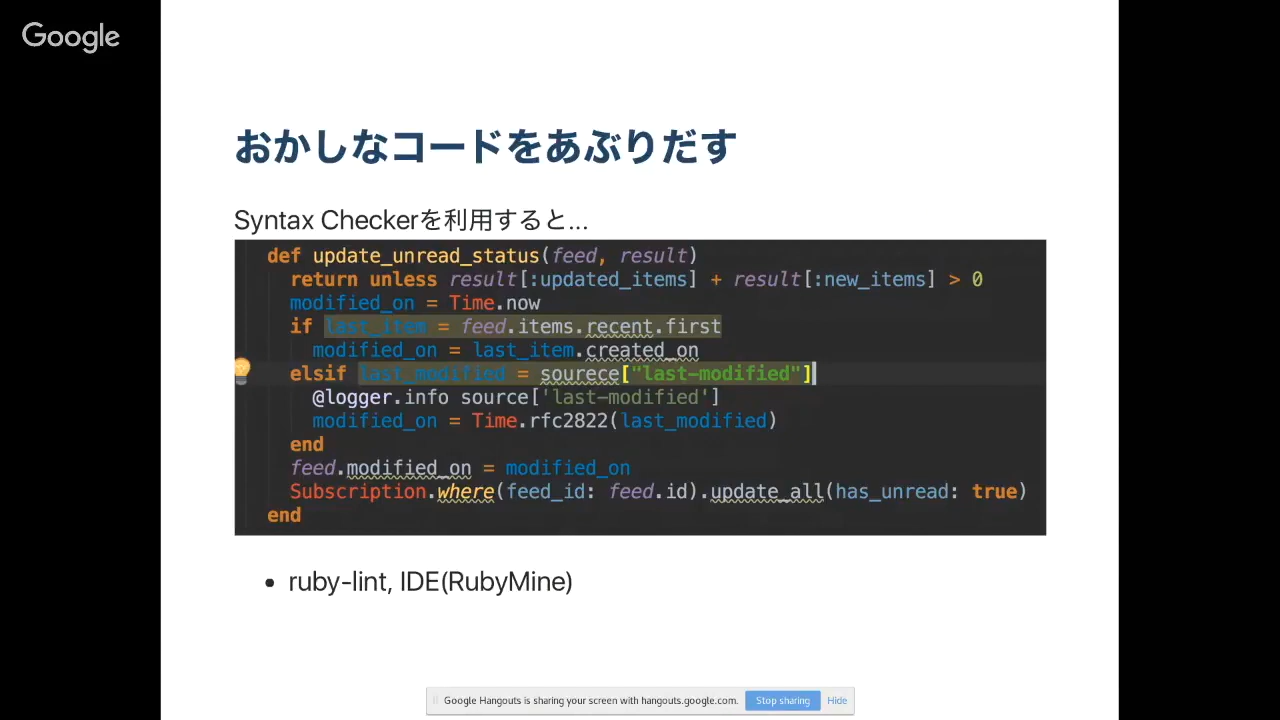 Google
おかしなコードをあぶりだす
Syntax Checkerを利用すると...
def update_unread_status(feed, result)
return unless result[:updated_items] + result[:new_items] > 0
modified_on = Time.now
if last_item = feed.items.recent.first
modified_on = last_item.created_on
elsif last_modified = sourece["last-modified"]
@logger.info source['last-modified']
modified_on = Time.rfc2822(last_modified)
end
feed.modified_on = modified_on
Subscription.where(feed_id: feed.id).update_all(has_unread: true)
end
• ruby-lint, IDE(RubyMine)
Google Hangouts is sharing your screen with hangouts.google.com. Stop sharing Hide